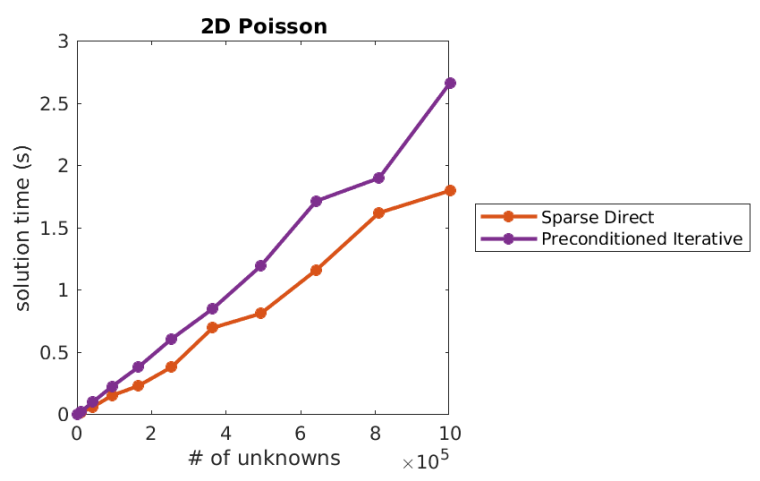 2D Poisson
3
2.5
2
1.5
1
0.5
0
solution time (s)
0 2 4 6 8 10
# of unknowns
×10⁵
Sparse Direct
Preconditioned Iterative